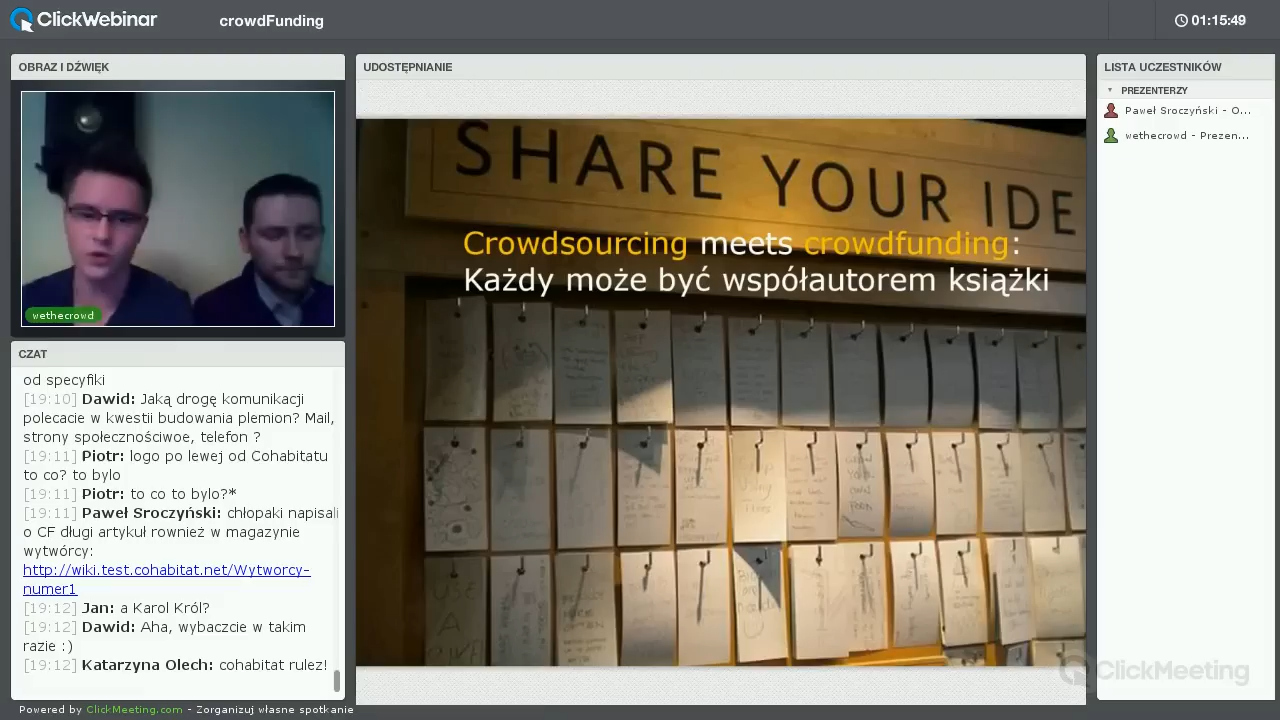 ClickWebinar
crowdFunding
01:15:49
OBRAZ I DŹWIĘK
wethecrowd
CZAT
od specyfiki
[19:10] Dawid: Jaką drogę komunikacji
polecacie w kwestii budowania plemion? Mail,
strony społecznościwoe, telefon ?
[19:11] Piotr: logo po lewej od Cohabitatu
to co? to bylo
[19:11] Piotr: to co to bylo?*
[19:11] Paweł Sroczyński: chłopaki napisali
o CF długi artykuł rownież w magazynie
wytwórcy:
http://wiki.test.cohabitat.net/Wytworcy-
numer1
[19:12] Jan: a Karol Król?
[19:12] Dawid: Aha, wybaczcie w takim
razie :)
[19:12] Katarzyna Olech: cohabitat rulez!
Powered by ClickMeeting.com - Zorganizuj własne spotkanie
UDOSTĘPNIANIE
SHARE YOUR IDE
Crowdsourcing meets crowdfunding:
Każdy może być współautorem książki
LISTA UCZESTNIKÓW
PREZENTERZY
Paweł Sroczyński - O...
wethecrowd - Prezen...
ClickMeeting